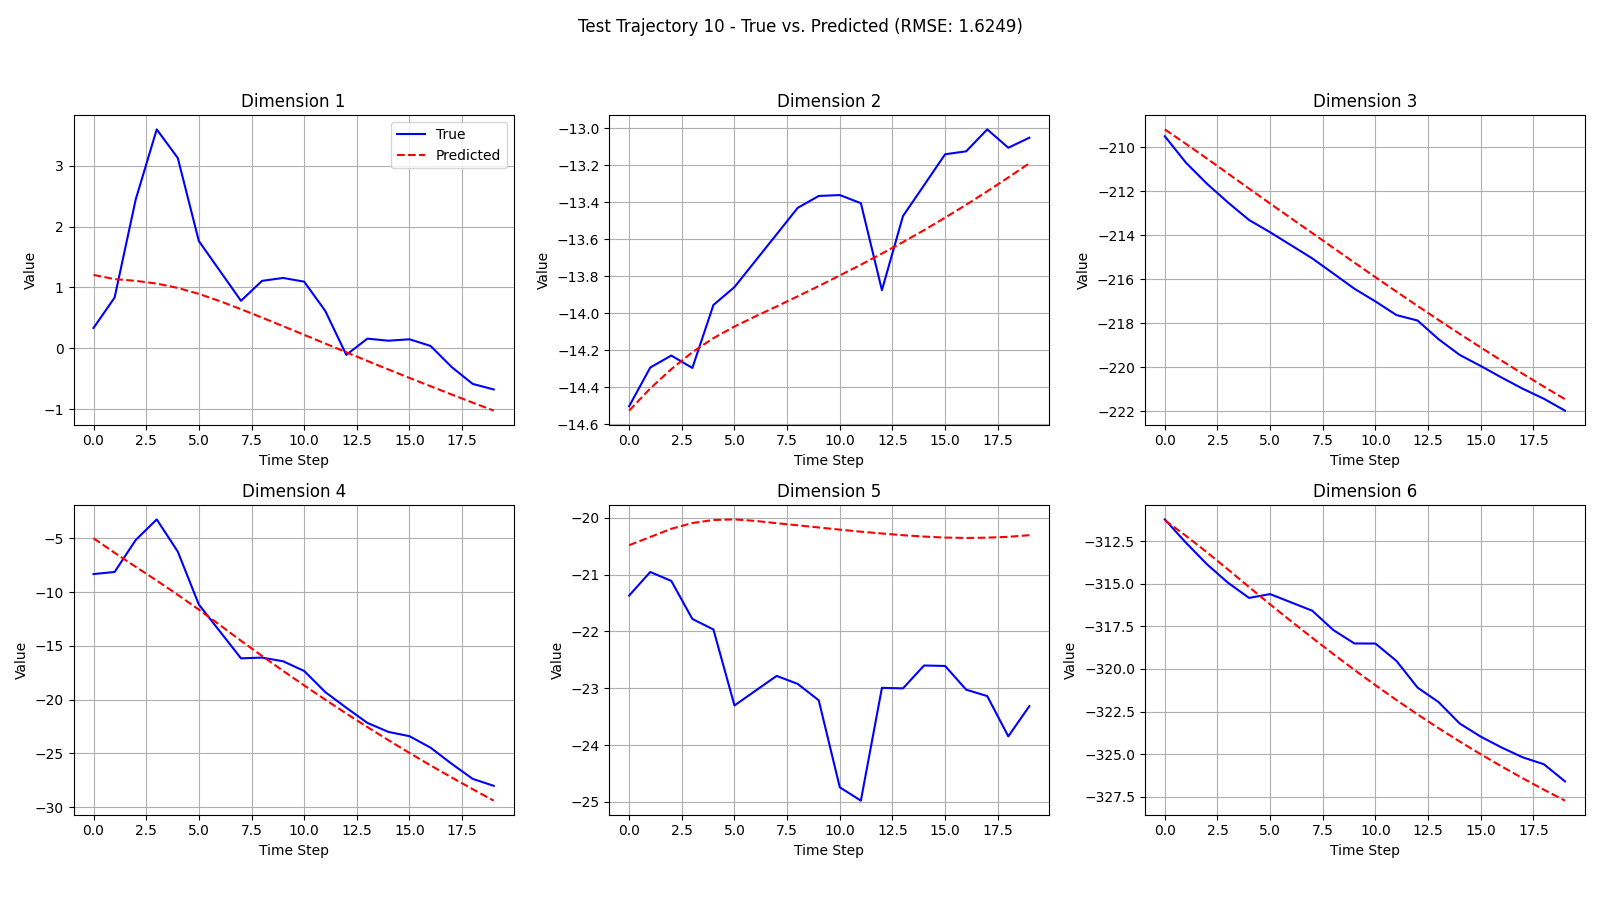 Test Trajectory 10 - True vs. Predicted (RMSE: 1.6249)
Dimension 1
True
Predicted
Value
3
2
1
0
−1
0.0 2.5 5.0 7.5 10.0 12.5 15.0 17.5
Time Step
Dimension 2
Value
−13.0
−13.2
−13.4
−13.6
−13.8
−14.0
−14.2
−14.4
−14.6
0.0 2.5 5.0 7.5 10.0 12.5 15.0 17.5
Time Step
Dimension 3
Value
−210
−212
−214
−216
−218
−220
−222
0.0 2.5 5.0 7.5 10.0 12.5 15.0 17.5
Time Step
Dimension 4
Value
−5
−10
−15
−20
−25
−30
0.0 2.5 5.0 7.5 10.0 12.5 15.0 17.5
Time Step
Dimension 5
Value
−20
−21
−22
−23
−24
−25
0.0 2.5 5.0 7.5 10.0 12.5 15.0 17.5
Time Step
Dimension 6
Value
−312.5
−315.0
−317.5
−320.0
−322.5
−325.0
−327.5
0.0 2.5 5.0 7.5 10.0 12.5 15.0 17.5
Time Step